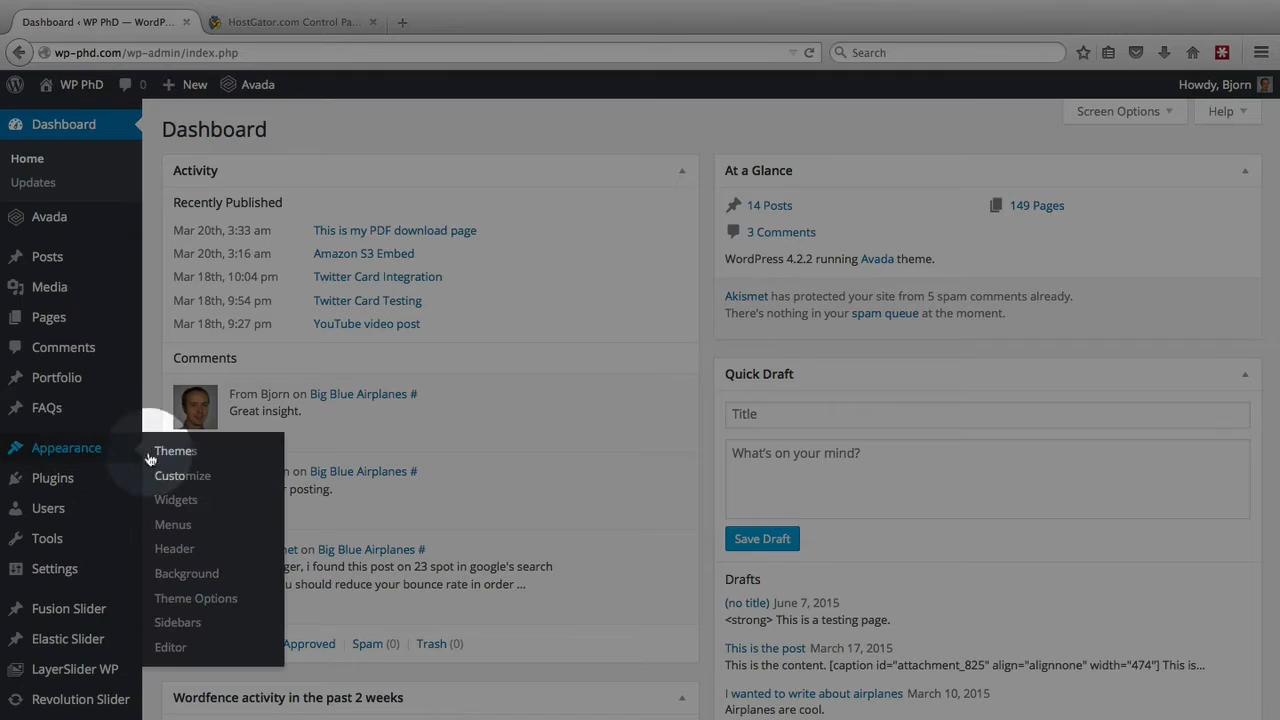 Dashboard ‹ WP PhD — WordP...
HostGator.com Control Pa...
wp-phd.com/wp-admin/index.php
Search
WP PhD
0
New
Avada
Howdy, Bjorn
Dashboard
Home
Updates
Avada
Posts
Media
Pages
Comments
Portfolio
FAQs
Appearance
Plugins
Users
Tools
Settings
Fusion Slider
Elastic Slider
LayerSlider WP
Revolution Slider
Themes
Customize
Widgets
Menus
Header
Background
Theme Options
Sidebars
Editor
Screen Options
Help
Dashboard
Activity
Recently Published
Mar 20th, 3:33 am This is my PDF download page
Mar 20th, 3:16 am Amazon S3 Embed
Mar 18th, 10:04 pm Twitter Card Integration
Mar 18th, 9:54 pm Twitter Card Testing
Mar 18th, 9:27 pm YouTube video post
Comments
From Bjorn on Big Blue Airplanes #
Great insight.
n on Big Blue Airplanes #
posting.
net on Big Blue Airplanes #
ger, i found this post on 23 spot in google's search
u should reduce your bounce rate in order ...
Approved Spam (0) Trash (0)
Wordfence activity in the past 2 weeks
At a Glance
14 Posts
149 Pages
3 Comments
WordPress 4.2.2 running Avada theme.
Akismet has protected your site from 5 spam comments already.
There's nothing in your spam queue at the moment.
Quick Draft
Title
What's on your mind?
Save Draft
Drafts
(no title) June 7, 2015
<strong> This is a testing page.
This is the post March 17, 2015
This is the content. [caption id="attachment_825" align="alignnone" width="474"] This is...
I wanted to write about airplanes March 10, 2015
Airplanes are cool.